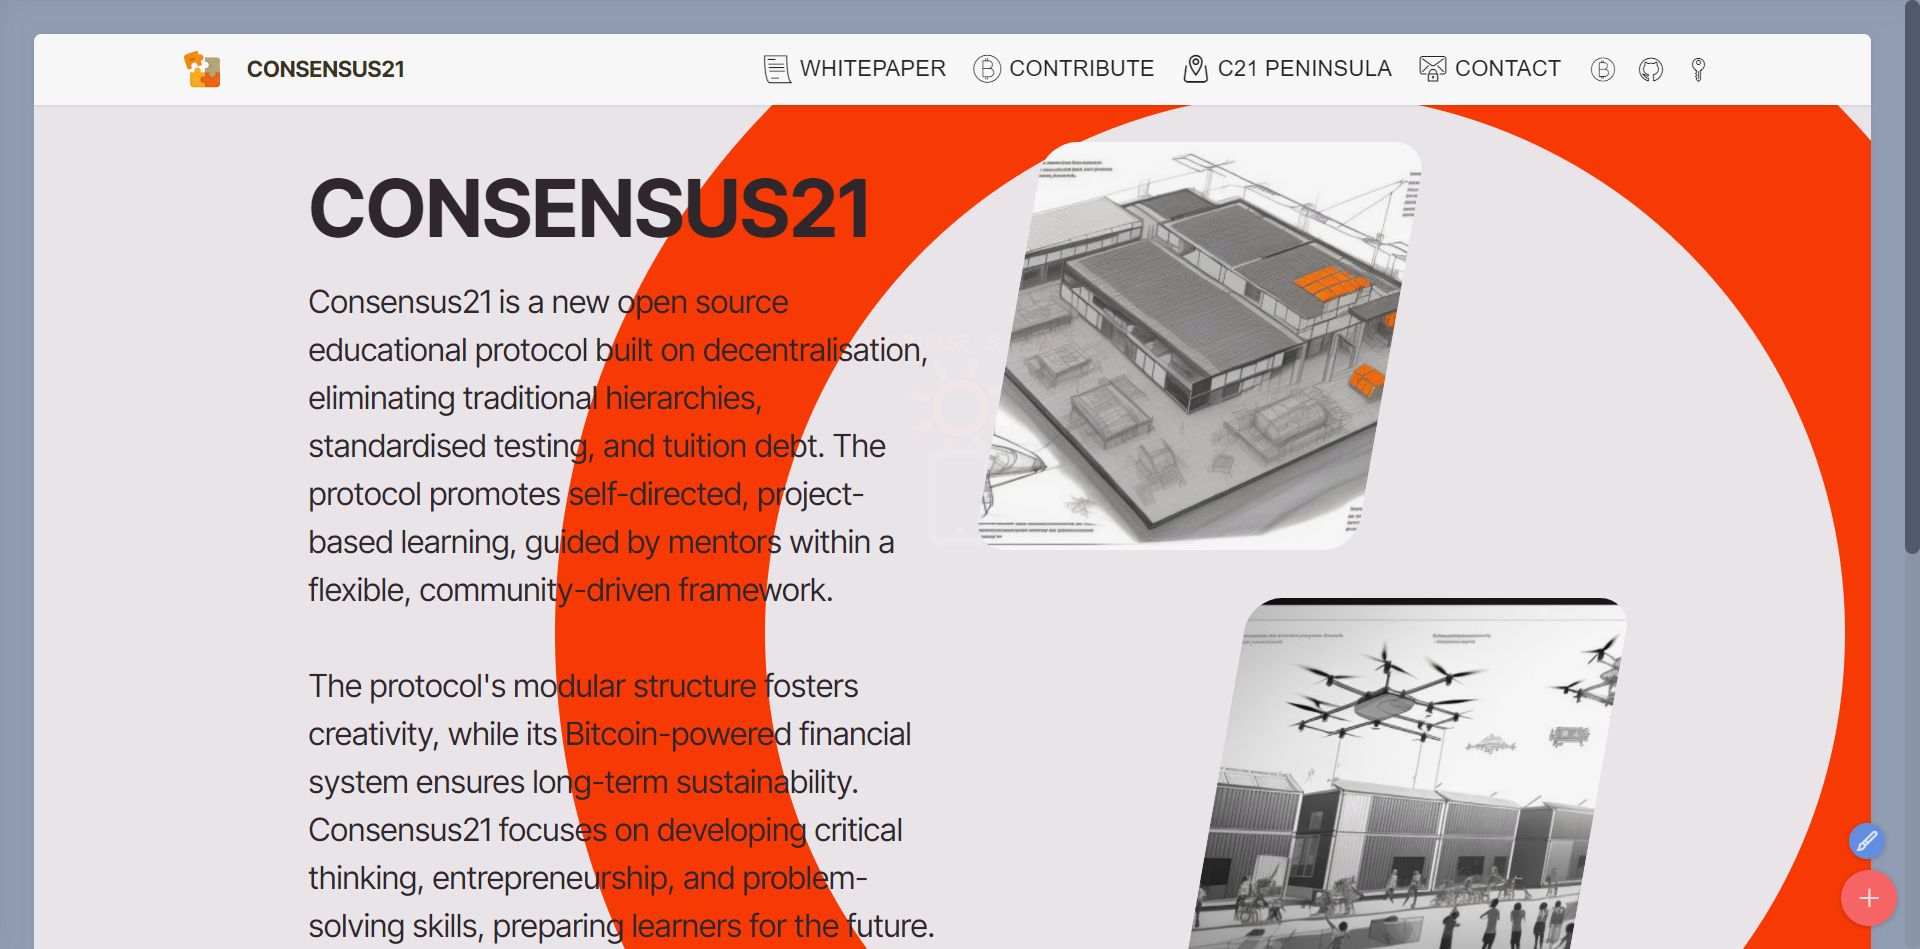 CONSENSUS21
WHITEPAPER
CONTRIBUTE
C21 PENINSULA
CONTACT
CONSENSUS21
Consensus21 is a new open source
educational protocol built on decentralisation,
eliminating traditional hierarchies,
standardised testing, and tuition debt. The
protocol promotes self-directed, project-
based learning, guided by mentors within a
flexible, community-driven framework.
The protocol's modular structure fosters
creativity, while its Bitcoin-powered financial
system ensures long-term sustainability.
Consensus21 focuses on developing critical
thinking, entrepreneurship, and problem-
solving skills, preparing learners for the future.